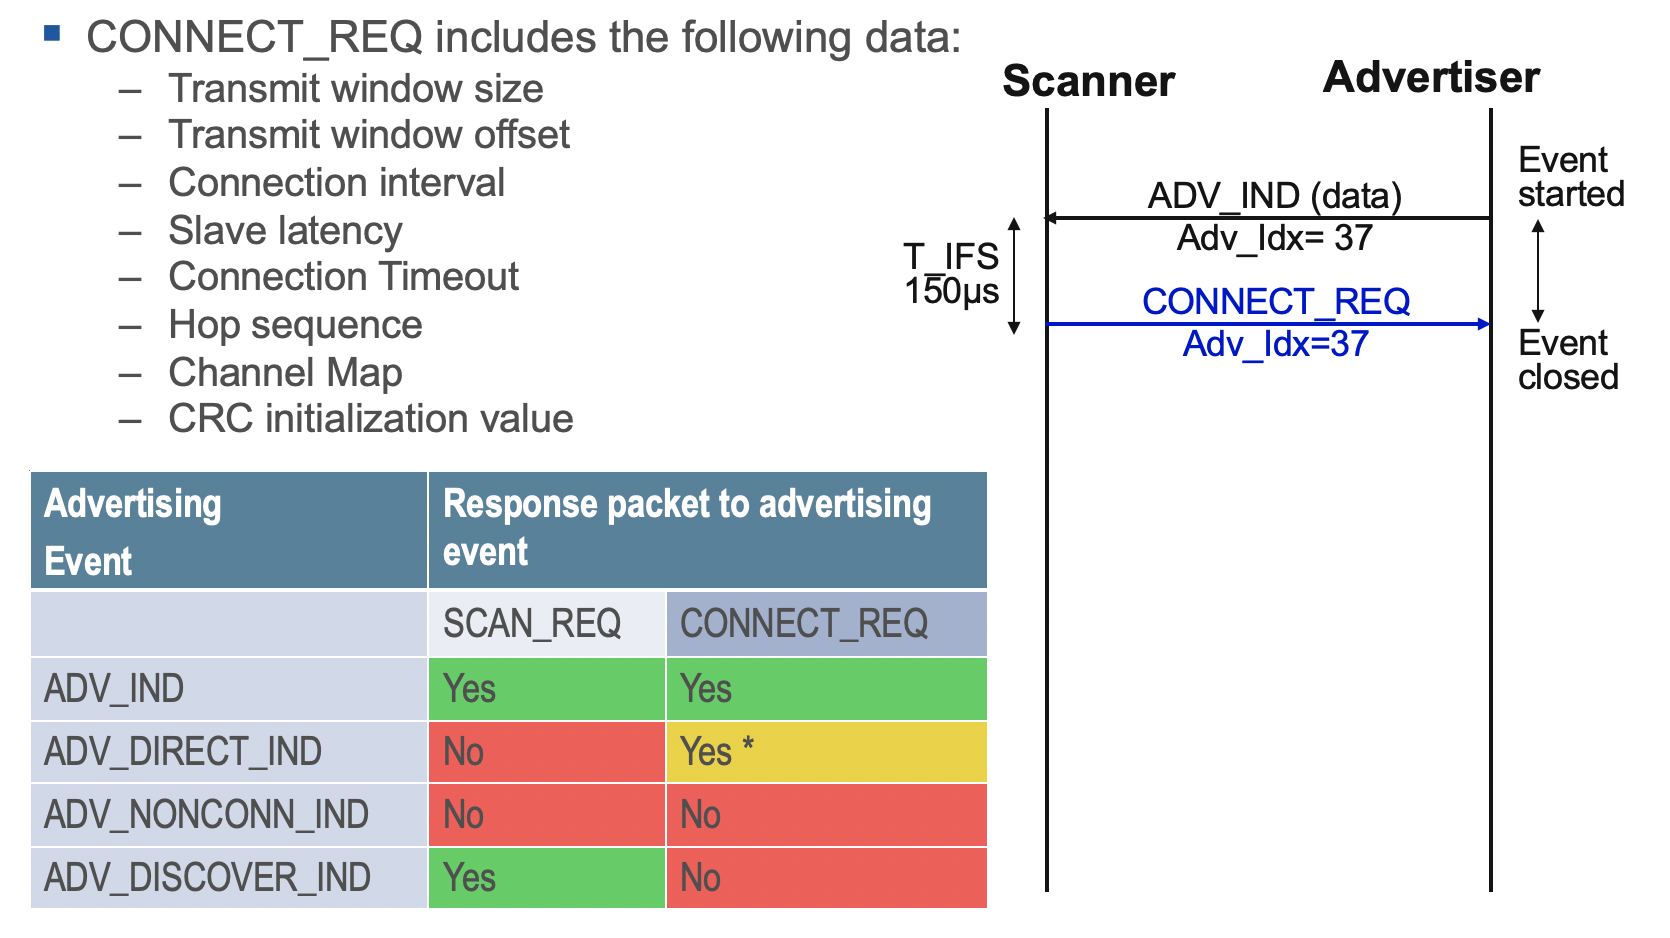 CONNECT_REQ includes the following data:
– Transmit window size
– Transmit window offset
– Connection interval
– Slave latency
– Connection Timeout
– Hop sequence
– Channel Map
– CRC initialization value
Scanner
Advertiser
Event
started
ADV_IND (data)
Adv_Idx= 37
T_IFS
150µs
CONNECT_REQ
Adv_Idx=37
Event
closed
Advertising
Event
Response packet to advertising
event
SCAN_REQ CONNECT_REQ
ADV_IND Yes Yes
ADV_DIRECT_IND No Yes *
ADV_NONCONN_IND No No
ADV_DISCOVER_IND Yes No